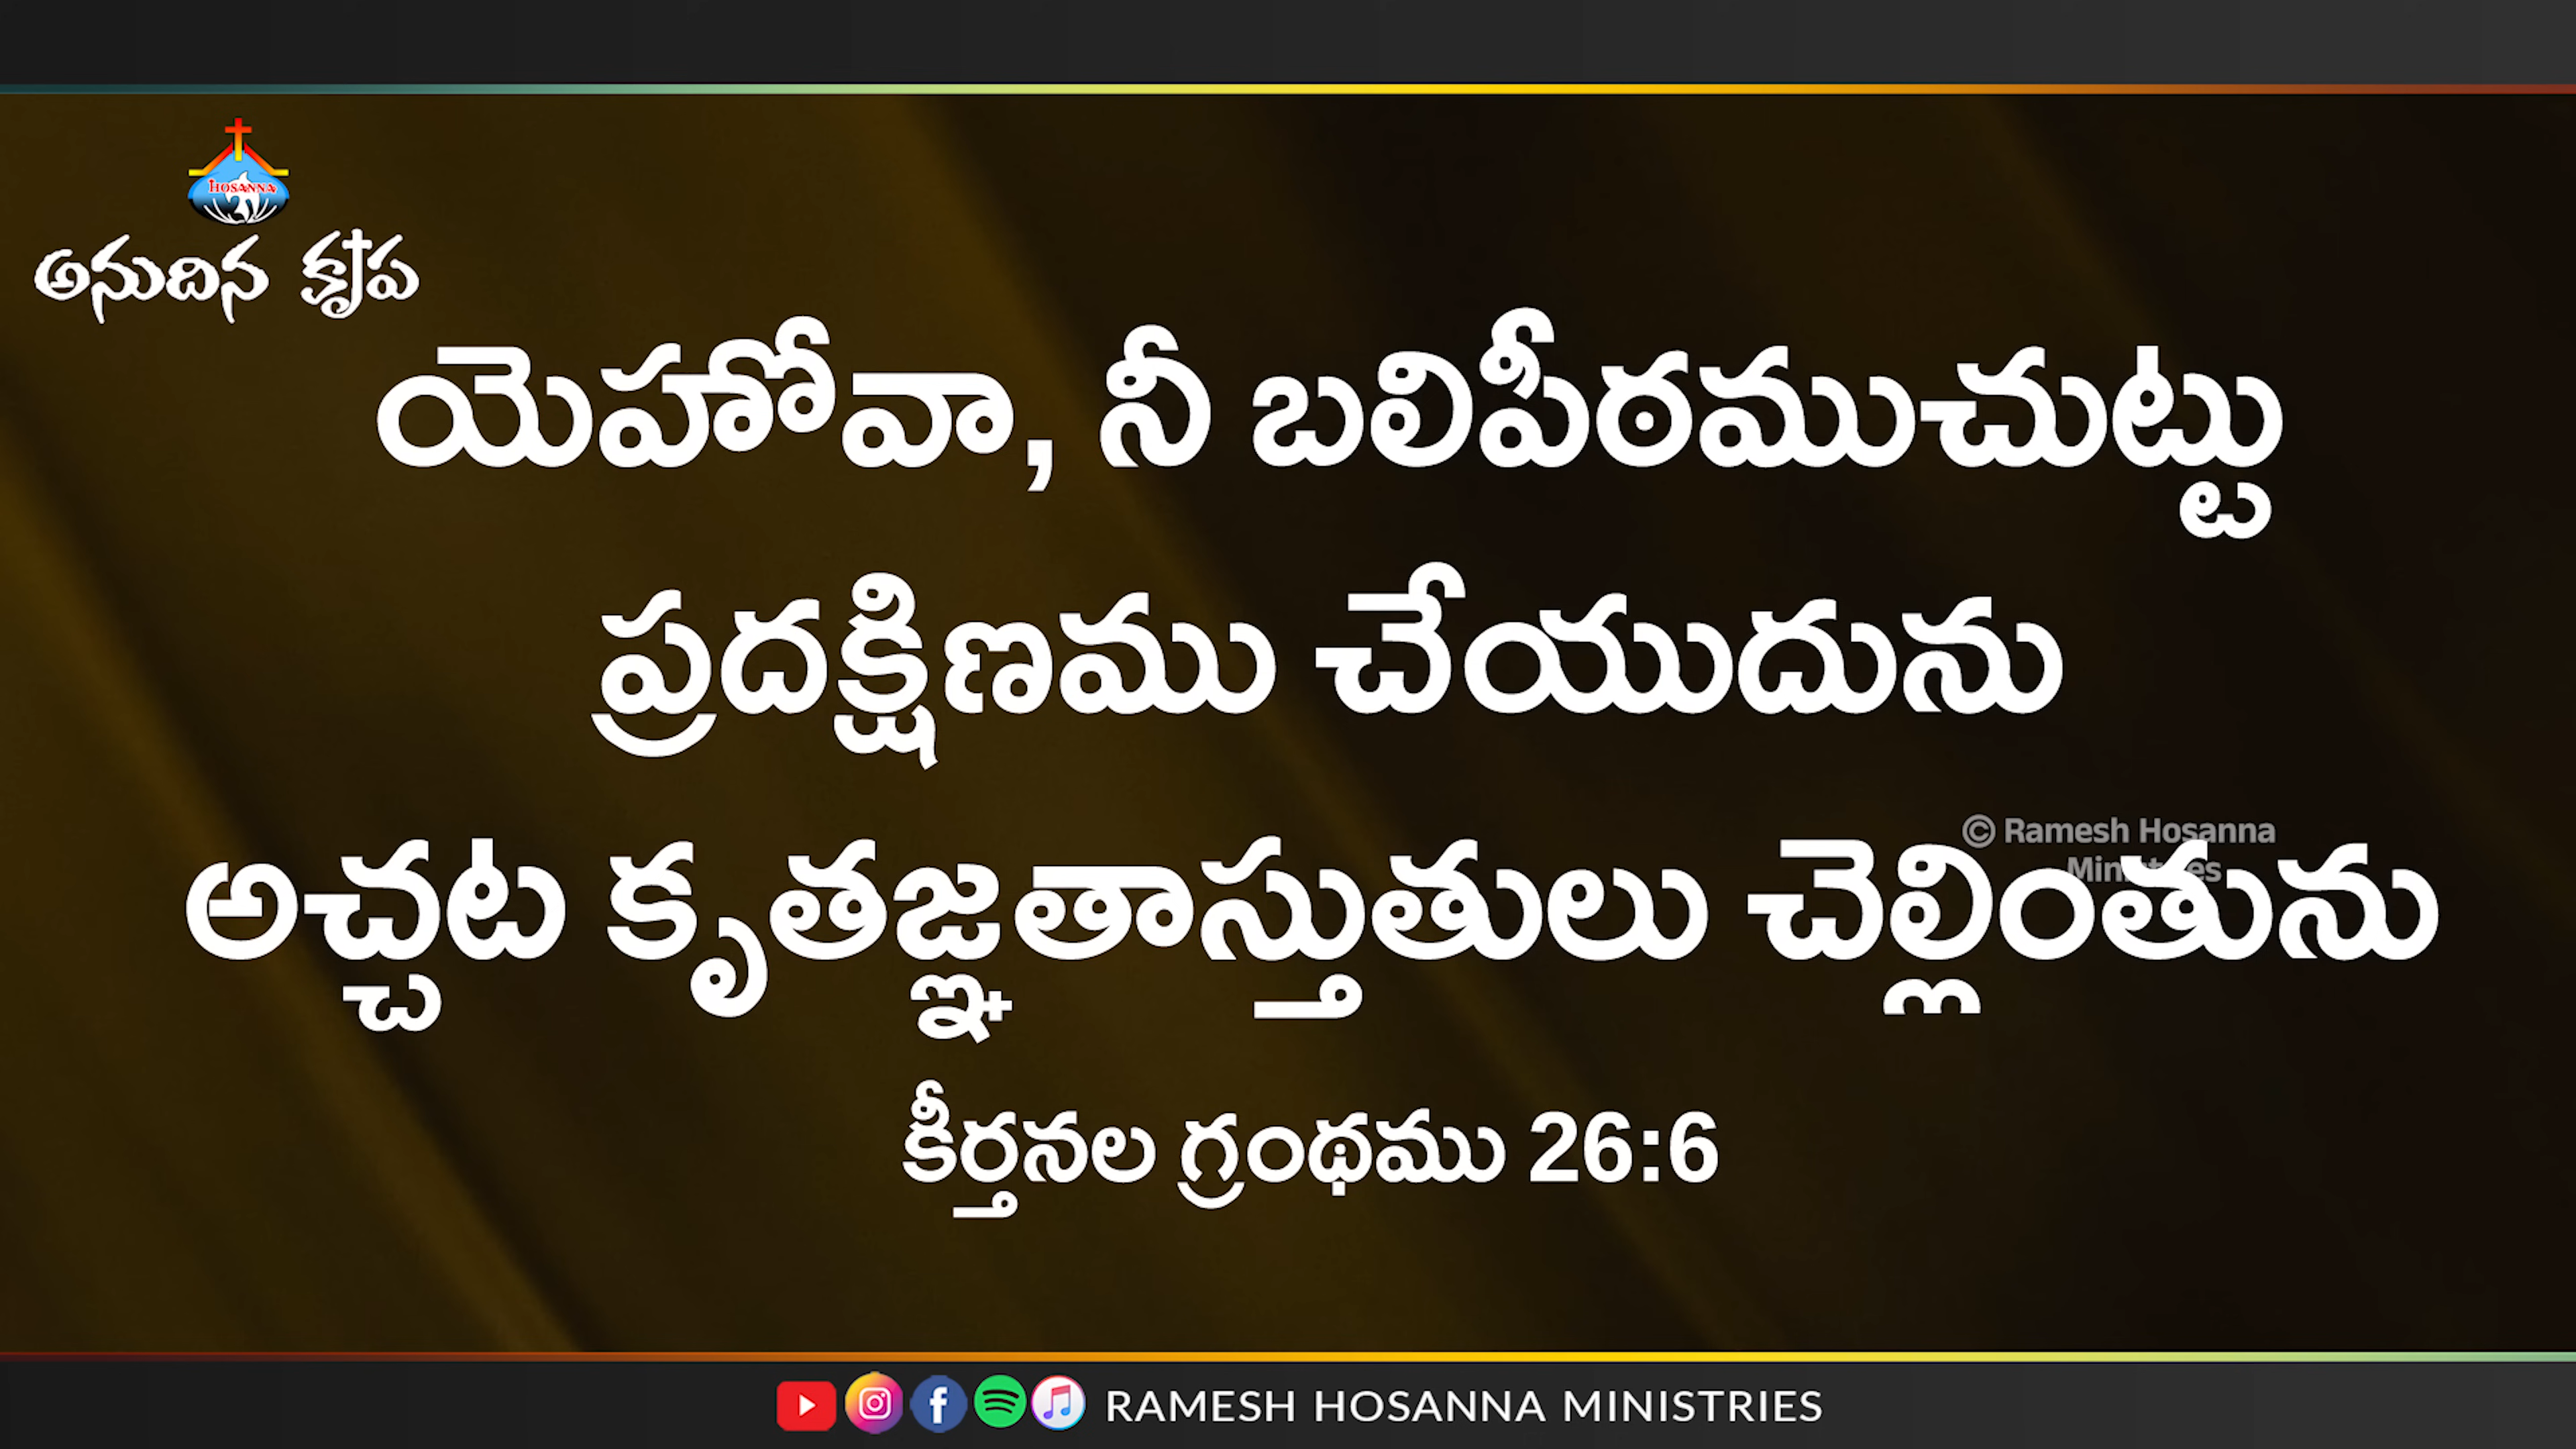 HOSANNA
అనుదిన కృప
యెహోవా, నీ బలిపీఠముచుట్టు
ప్రదక్షిణము చేయుదును
© Ramesh Hosanna
Ministries
అచ్చట కృతజ్ఞతాస్తుతులు చెల్లింతును
కీర్తనల గ్రంథము 26:6
RAMESH HOSANNA MINISTRIES